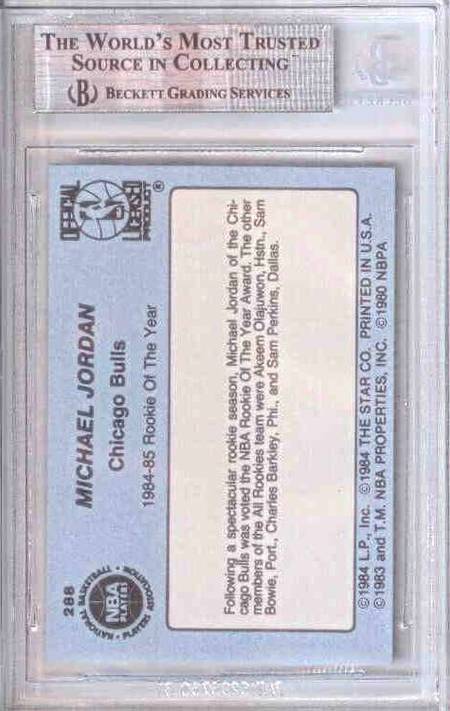 THE WORLD'S MOST TRUSTED
SOURCE IN COLLECTING™
(B) BECKETT GRADING SERVICES
288
NATIONAL BASKETBALL
PLAYERS ASSOCIATION
NBA
PLAYERS
MICHAEL JORDAN
Chicago Bulls
1984-85 Rookie Of The Year
OFFICIAL
LICENSED
PRODUCT
®
Following a spectacular rookie season, Michael Jordan of the Chi-
cago Bulls was voted the NBA Rookie Of The Year Award. The other
members of the All Rookies team were Akeem Olajuwon, Hstn., Sam
Bowie, Port., Charles Barkley, Phi., and Sam Perkins, Dallas.
©1984 L.P., Inc. ©1984 THE STAR CO. PRINTED IN U.S.A.
©1983 and T.M. NBA PROPERTIES, INC. ©1980 NBPA